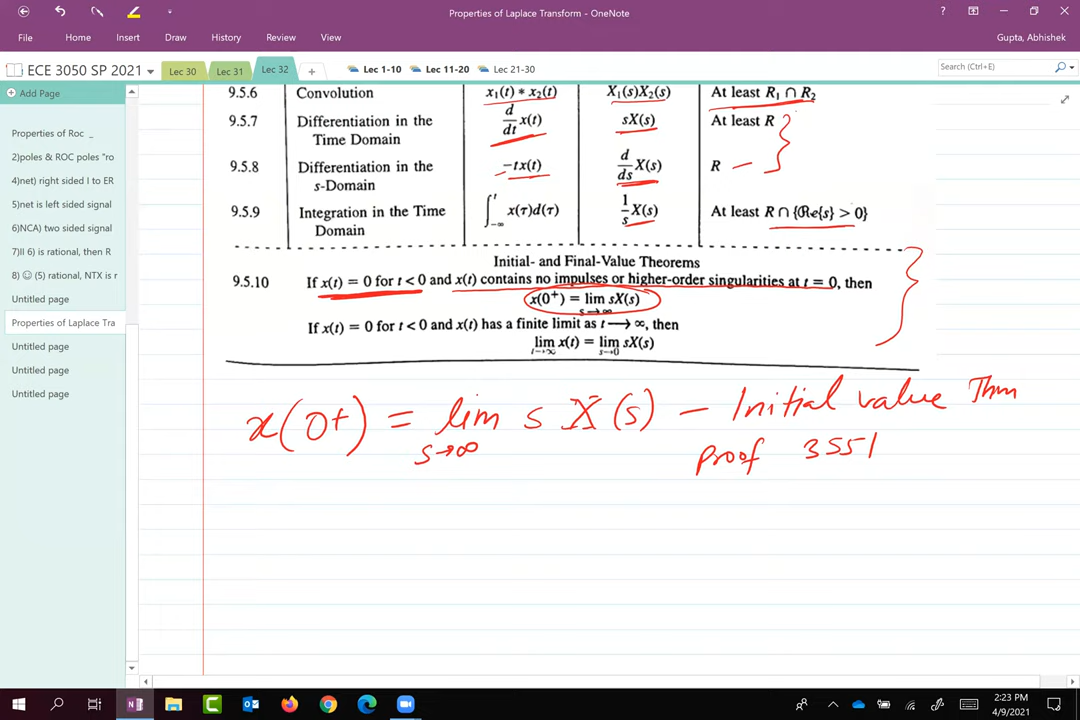 Properties of Laplace Transform - OneNote
?
File Home Insert Draw History Review View
Gupta, Abhishek
ECE 3050 SP 2021
Lec 30 Lec 31 Lec 32 + Lec 1-10 Lec 11-20 Lec 21-30
Search (Ctrl+E)
Add Page
Properties of Roc _
2)poles & ROC poles "ro
4)net) right sided I to ER
5)net is left sided signal
6)NCA) two sided signal
7)II 6) is rational, then R
8) ☺ (5) rational, NTX is r
Untitled page
Properties of Laplace Tra
Untitled page
Untitled page
Untitled page
9.5.6 Convolution x₁(t) * x₂(t) X₁(s)X₂(s) At least R₁ ∩ R₂
9.5.7 Differentiation in the Time Domain d/dt x(t) sX(s) At least R
9.5.8 Differentiation in the s-Domain -tx(t) d/ds X(s) R
9.5.9 Integration in the Time Domain ∫_{-∞}^{t} x(τ)d(τ) 1/s X(s) At least R ∩ {ℜe{s} > 0}
Initial- and Final-Value Theorems
9.5.10 If x(t) = 0 for t < 0 and x(t) contains no impulses or higher-order singularities at t = 0, then
x(0⁺) = lim_{s→∞} sX(s)
If x(t) = 0 for t < 0 and x(t) has a finite limit as t → ∞, then
lim_{t→∞} x(t) = lim_{s→0} sX(s)
x(0+) = lim_{s→∞} s X(s) - Initial value Thm
proof 3551
2:23 PM
4/9/2021